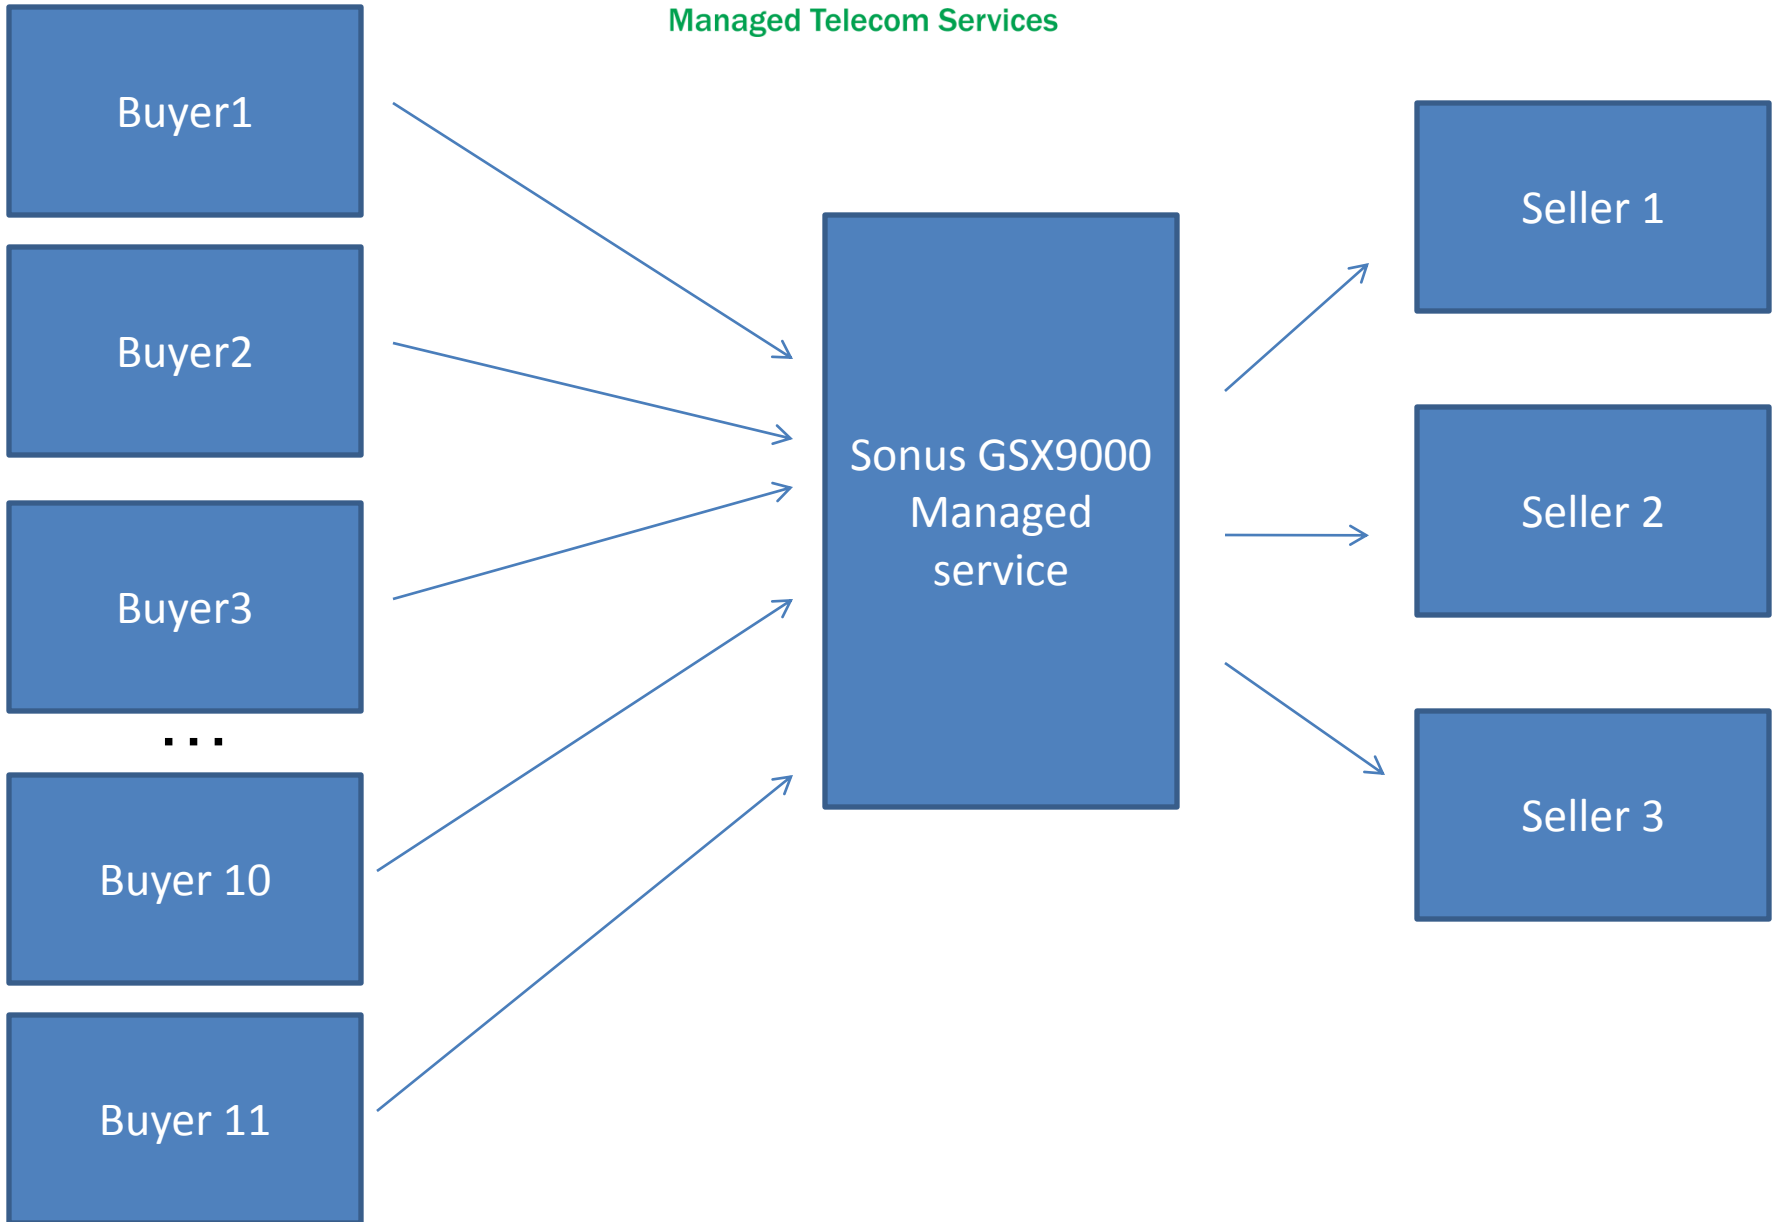 Managed Telecom Services
Buyer1
Buyer2
Buyer3
...
Buyer 10
Buyer 11
Sonus GSX9000
Managed
service
Seller 1
Seller 2
Seller 3